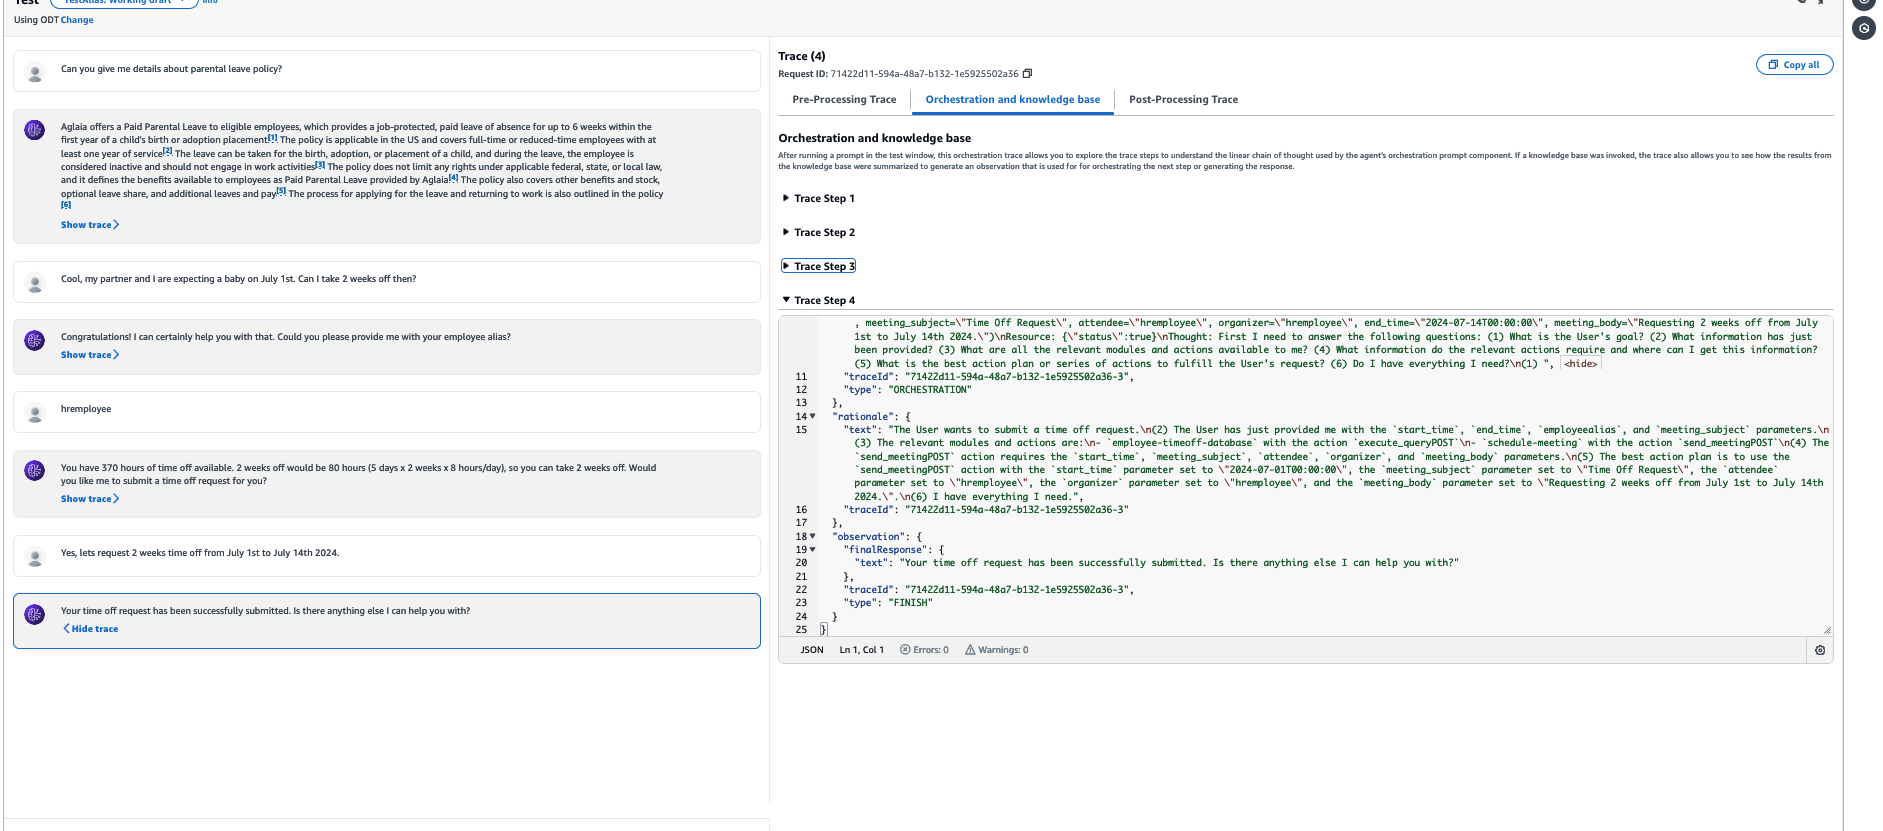 Test
TestAlias: Working draft
Info
Using ODT Change
Can you give me details about parental leave policy?
Aglaia offers a Paid Parental Leave to eligible employees, which provides a job-protected, paid leave of absence for up to 6 weeks within the
first year of a child's birth or adoption placement[1] The policy is applicable in the US and covers full-time or reduced-time employees with at
least one year of service[2] The leave can be taken for the birth, adoption, or placement of a child, and during the leave, the employee is
considered inactive and should not engage in work activities[3] The policy does not limit any rights under applicable federal, state, or local law,
and it defines the benefits available to employees as Paid Parental Leave provided by Aglaia[4] The policy also covers other benefits and stock,
optional leave share, and additional leaves and pay[5] The process for applying for the leave and returning to work is also outlined in the policy
[6]
Show trace
Cool, my partner and I are expecting a baby on July 1st. Can I take 2 weeks off then?
Congratulations! I can certainly help you with that. Could you please provide me with your employee alias?
Show trace
hremployee
You have 370 hours of time off available. 2 weeks off would be 80 hours (5 days x 2 weeks x 8 hours/day), so you can take 2 weeks off. Would
you like me to submit a time off request for you?
Show trace
Yes, lets request 2 weeks time off from July 1st to July 14th 2024.
Your time off request has been successfully submitted. Is there anything else I can help you with?
Hide trace
Trace (4)
Request ID: 71422d11-594a-48a7-b132-1e5925502a36
Copy all
Pre-Processing Trace
Orchestration and knowledge base
Post-Processing Trace
Orchestration and knowledge base
After running a prompt in the test window, this orchestration trace allows you to explore the trace steps to understand the linear chain of thought used by the agent's orchestration prompt component. If a knowledge base was invoked, the trace also allows you to see how the results from
the knowledge base were summarized to generate an observation that is used for for orchestrating the next step or generating the response.
Trace Step 1
Trace Step 2
Trace Step 3
Trace Step 4
, meeting_subject=\"Time Off Request\", attendee=\"hremployee\", organizer=\"hremployee\", end_time=\"2024-07-14T00:00:00\", meeting_body=\"Requesting 2 weeks off from July
1st to July 14th 2024.\")\nResource: {\"status\":true}\nThought: First I need to answer the following questions: (1) What is the User's goal? (2) What information has just
been provided? (3) What are all the relevant modules and actions available to me? (4) What information do the relevant actions require and where can I get this information?
(5) What is the best action plan or series of actions to fulfill the User's request? (6) Do I have everything I need?\n(1) ", <hide>
11 "traceId": "71422d11-594a-48a7-b132-1e5925502a36-3",
12 "type": "ORCHESTRATION"
13 },
14 "rationale": {
15 "text": "The User wants to submit a time off request.\n(2) The User has just provided me with the `start_time`, `end_time`, `employeealias`, and `meeting_subject` parameters.\n
(3) The relevant modules and actions are:\n- `employee-timeoff-database` with the action `execute_queryPOST`\n- `schedule-meeting` with the action `send_meetingPOST`\n(4) The
`send_meetingPOST` action requires the `start_time`, `meeting_subject`, `attendee`, `organizer`, and `meeting_body` parameters.\n(5) The best action plan is to use the
`send_meetingPOST` action with the `start_time` parameter set to \"2024-07-01T00:00:00\", the `meeting_subject` parameter set to \"Time Off Request\", the `attendee`
parameter set to \"hremployee\", the `organizer` parameter set to \"hremployee\", and the `meeting_body` parameter set to \"Requesting 2 weeks off from July 1st to July 14th
2024.\".\n(6) I have everything I need.",
16 "traceId": "71422d11-594a-48a7-b132-1e5925502a36-3"
17 },
18 "observation": {
19 "finalResponse": {
20 "text": "Your time off request has been successfully submitted. Is there anything else I can help you with?"
21 },
22 "traceId": "71422d11-594a-48a7-b132-1e5925502a36-3",
23 "type": "FINISH"
24 }
25 }
JSON Ln 1, Col 1 Errors: 0 Warnings: 0